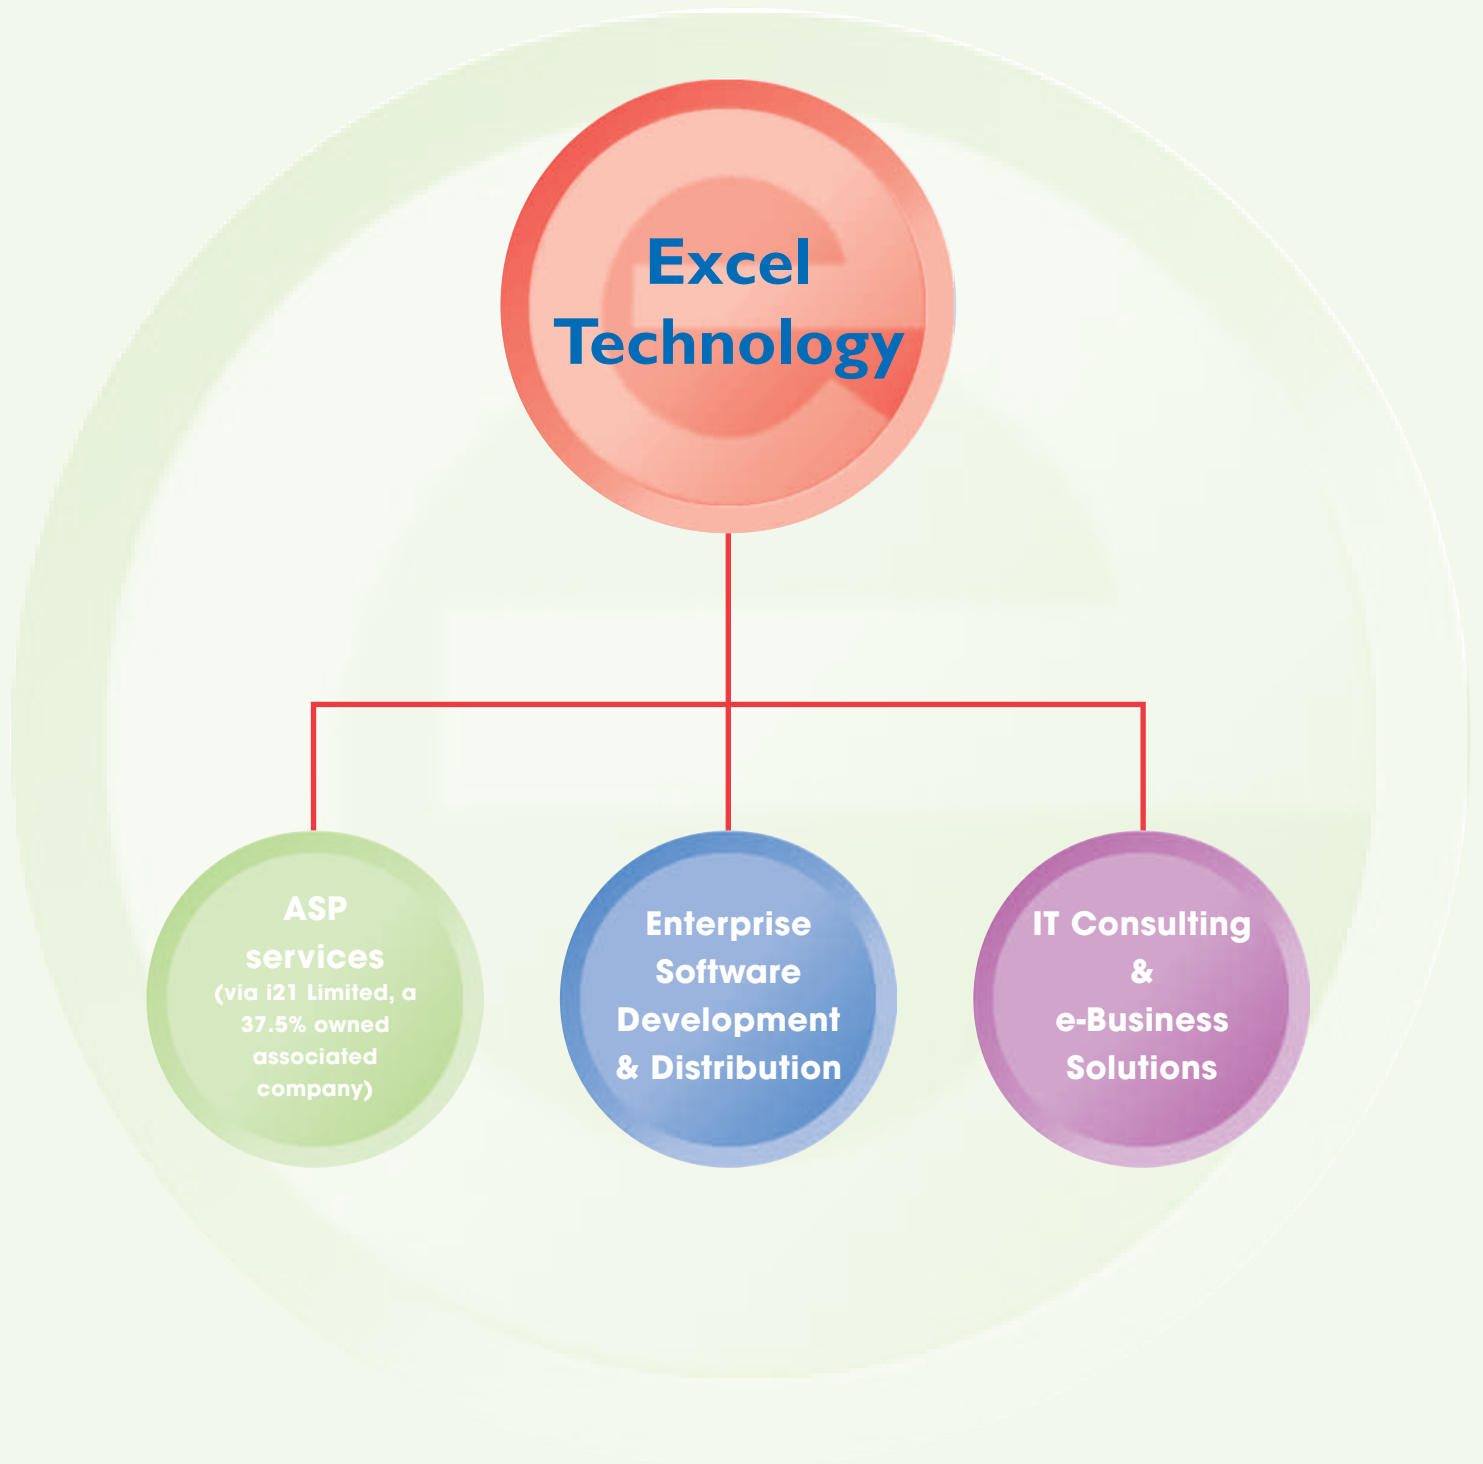 Excel
Technology
ASP
services
(via i21 Limited, a
37.5% owned
associated
company)
Enterprise
Software
Development
& Distribution
IT Consulting
&
e-Business
Solutions